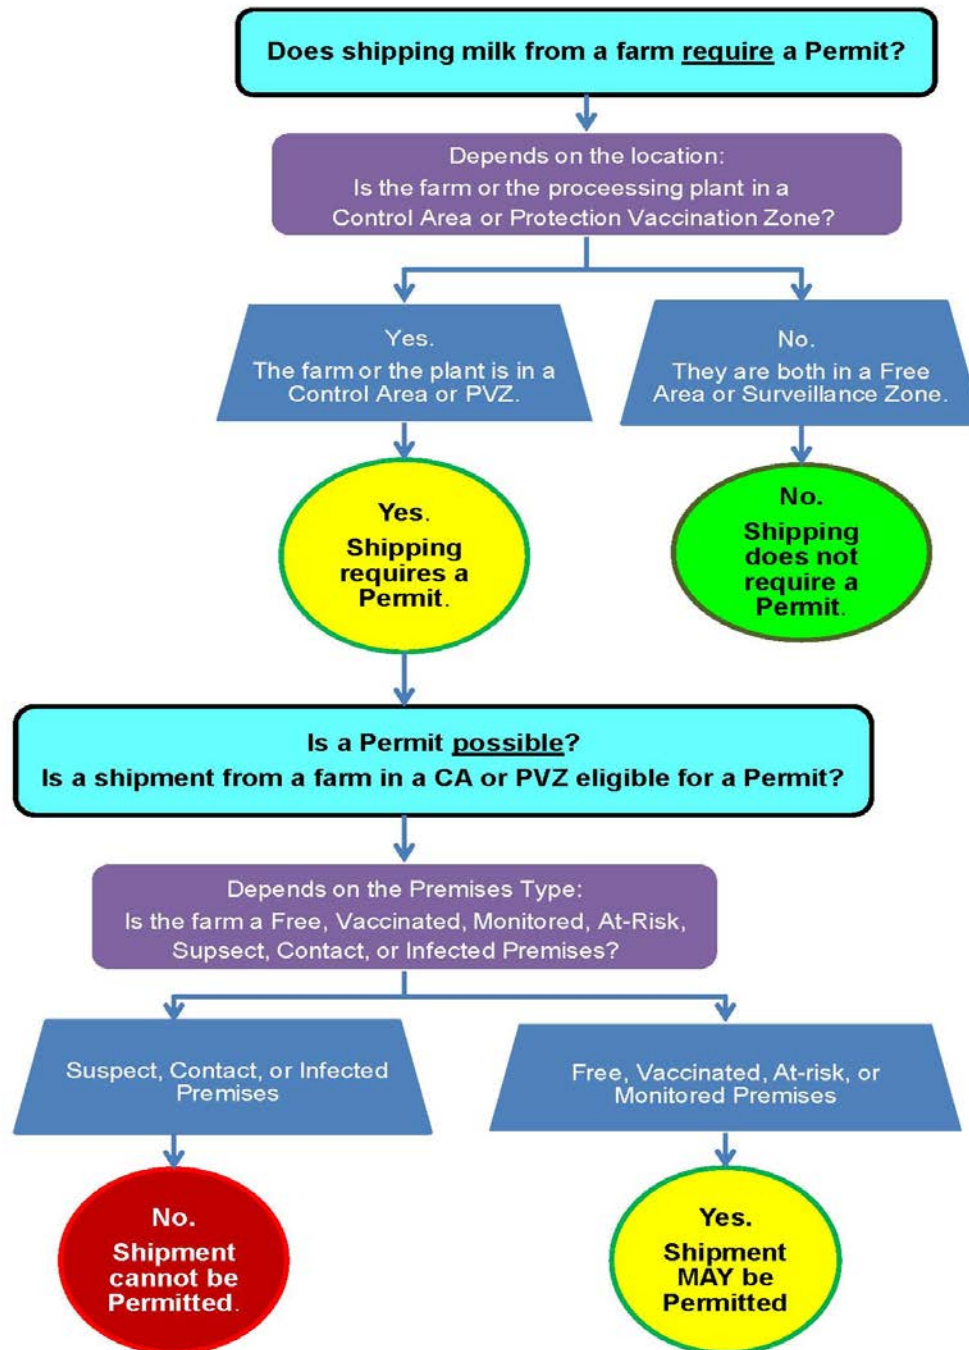 Does shipping milk from a farm require a Permit?
Depends on the location:
Is the farm or the proceessing plant in a
Control Area or Protection Vaccination Zone?
Yes.
The farm or the plant is in a
Control Area or PVZ.
No.
They are both in a Free
Area or Surveillance Zone.
Yes.
Shipping
requires a
Permit.
No.
Shipping
does not
require a
Permit.
Is a Permit possible?
Is a shipment from a farm in a CA or PVZ eligible for a Permit?
Depends on the Premises Type:
Is the farm a Free, Vaccinated, Monitored, At-Risk,
Supsect, Contact, or Infected Premises?
Suspect, Contact, or Infected
Premises
Free, Vaccinated, At-risk, or
Monitored Premises
No.
Shipment
cannot be
Permitted.
Yes.
Shipment
MAY be
Permitted